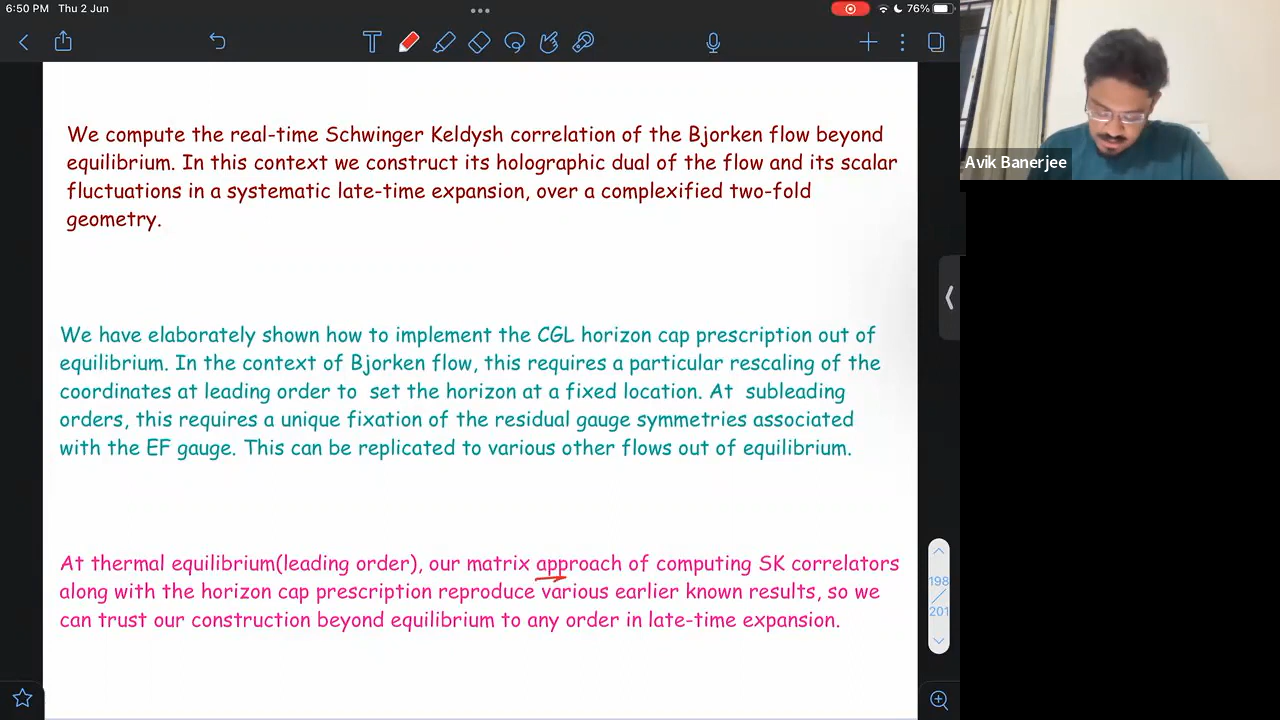 6:50 PM Thu 2 Jun
76%
We compute the real-time Schwinger Keldysh correlation of the Bjorken flow beyond
equilibrium. In this context we construct its holographic dual of the flow and its scalar
fluctuations in a systematic late-time expansion, over a complexified two-fold
geometry.
We have elaborately shown how to implement the CGL horizon cap prescription out of
equilibrium. In the context of Bjorken flow, this requires a particular rescaling of the
coordinates at leading order to set the horizon at a fixed location. At subleading
orders, this requires a unique fixation of the residual gauge symmetries associated
with the EF gauge. This can be replicated to various other flows out of equilibrium.
At thermal equilibrium(leading order), our matrix approach of computing SK correlators
along with the horizon cap prescription reproduce various earlier known results, so we
can trust our construction beyond equilibrium to any order in late-time expansion.
198
201
Avik Banerjee